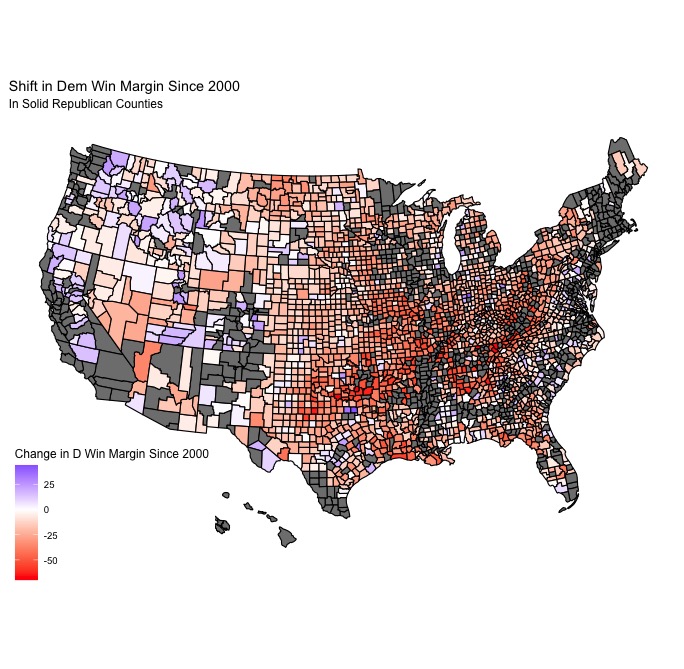 Shift in Dem Win Margin Since 2000
In Solid Republican Counties
Change in D Win Margin Since 2000
25
0
-25
-50